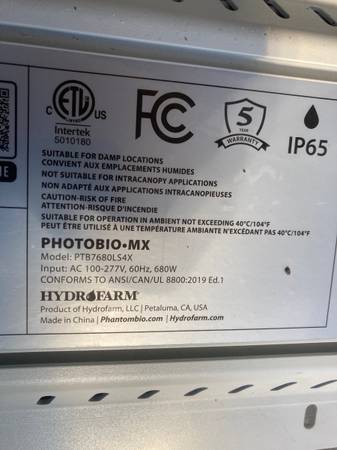 C ETL US
Intertek
5010180
FC
5
YEAR
WARRANTY
IP65
SUITABLE FOR DAMP LOCATIONS
CONVIENT AUX EMPLACEMENTS HUMIDES
NOT SUITABLE FOR INTRACANOPY APPLICATIONS
NON ADAPTÉ AUX APPLICATIONS INTRACANOPIEUSES
CAUTION-RISK OF FIRE
ATTENTION-RISQUE D'INCENDIE
SUITABLE FOR OPERATION IN AMBIENT NOT EXCEEDING 40°C/104°F
PEUT ÊTRE UTILISÉ À UNE TEMPÉRATURE AMBIANTE N'EXCÉDANT PAS 40°C/104°F
PHOTOBIO•MX
Model: PTB7680LS4X
Input: AC 100-277V, 60Hz, 680W
CONFORMS TO ANSI/CAN/UL 8800:2019 Ed.1
HYDROFARM
Product of Hydrofarm, LLC | Petaluma, CA, USA
Made in China | Phantombio.com | Hydrofarm.com